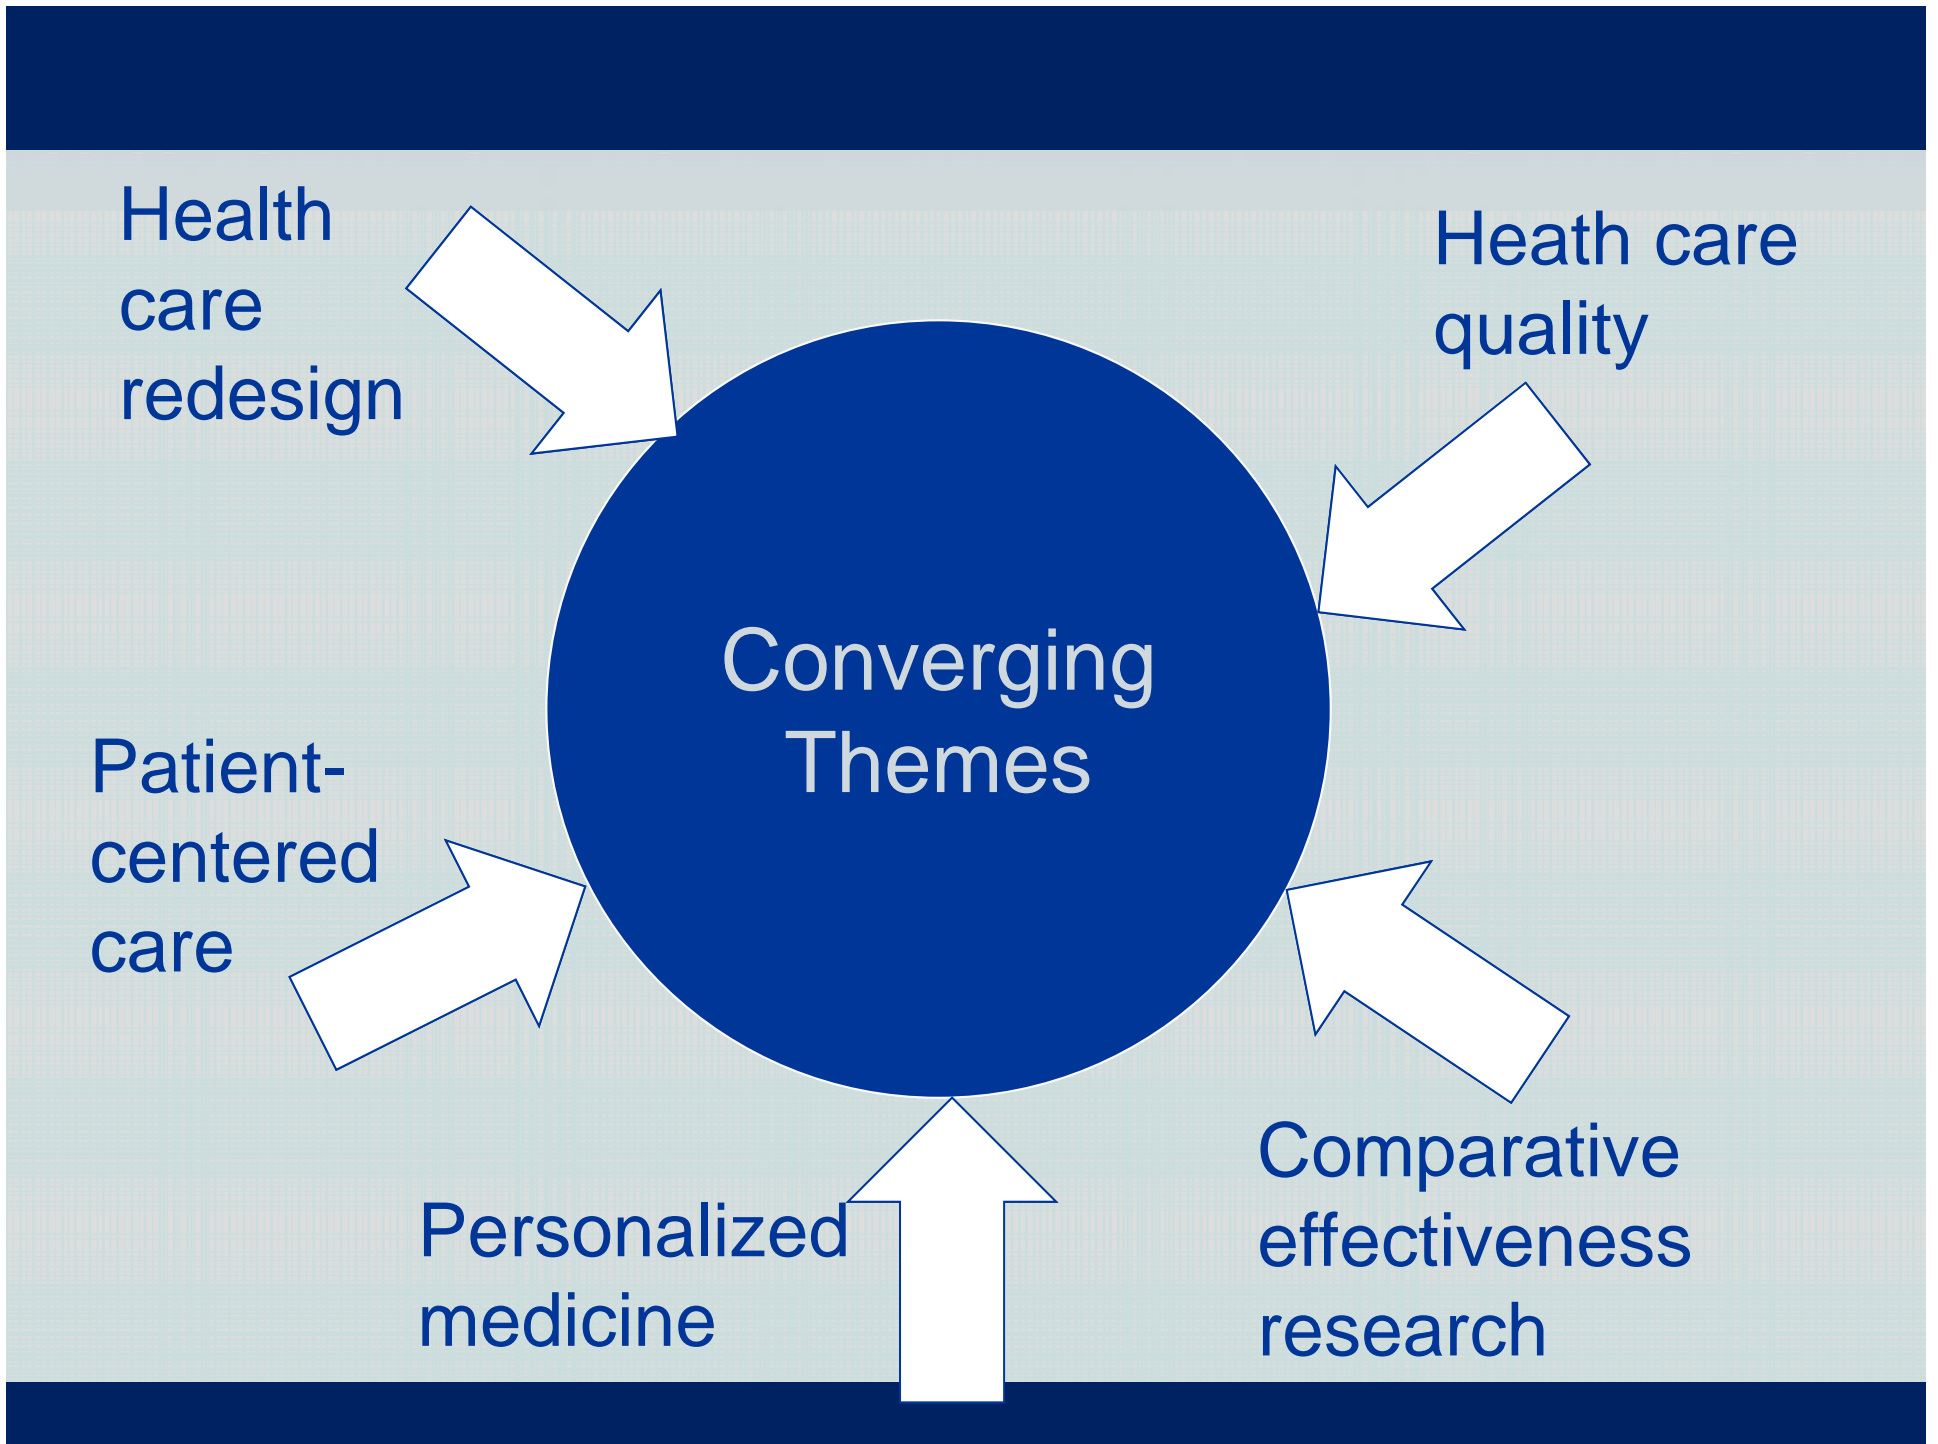 Health
care
redesign
Heath care
quality
Converging
Themes
Patient-
centered
care
Personalized
medicine
Comparative
effectiveness
research